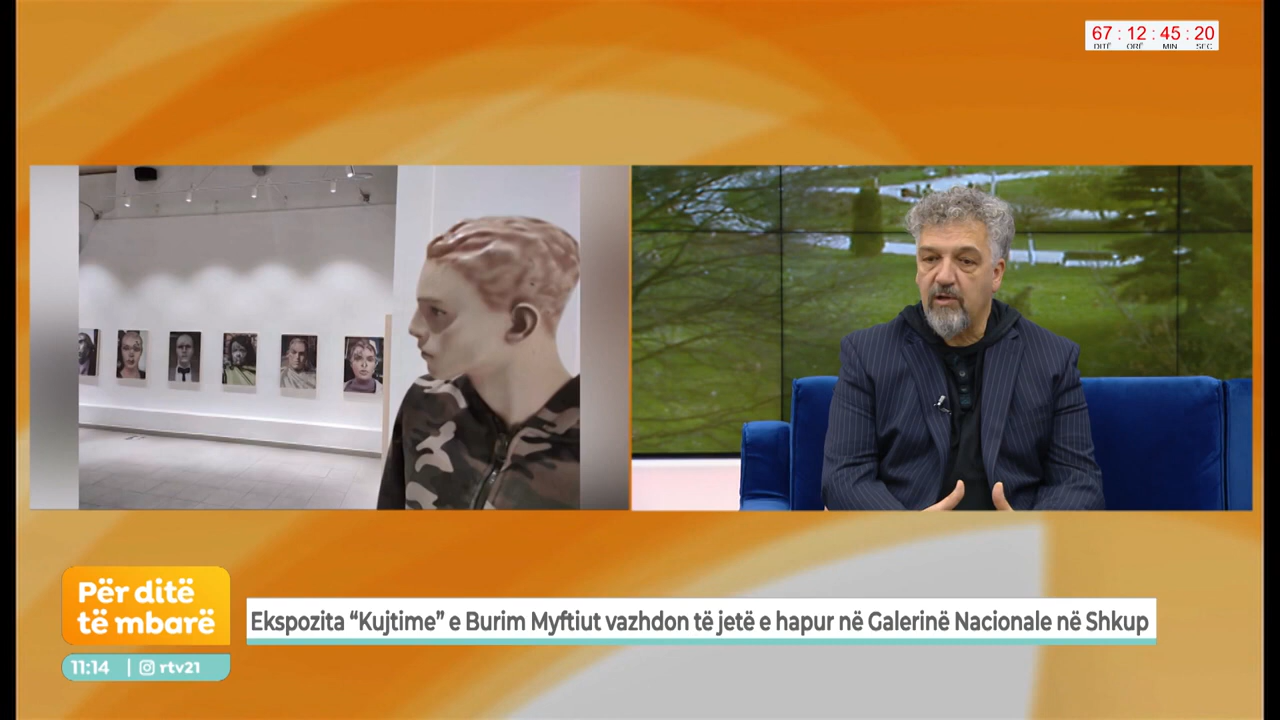 67 : 12 : 45 : 20
DITË ORË MIN SEC
Për ditë
të mbarë
Ekspozita “Kujtime” e Burim Myftiut vazhdon të jetë e hapur në Galerinë Nacionale në Shkup
11:14 | rtv21